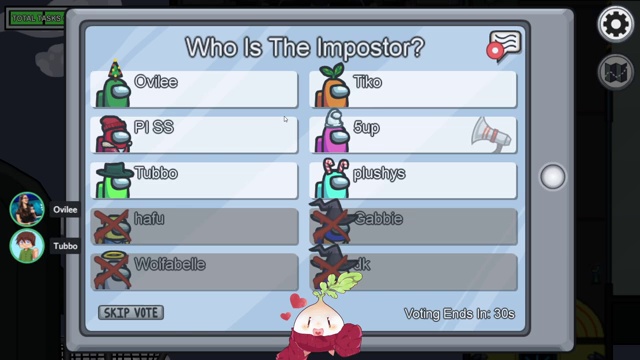 TOTAL TASKS
Who Is The Impostor?
Ovilee
Tiko
PI SS
5up
Tubbo
plushys
hafu
Gabbie
Wolfabelle
dk
Ovilee
Tubbo
SKIP VOTE
Voting Ends In: 30s